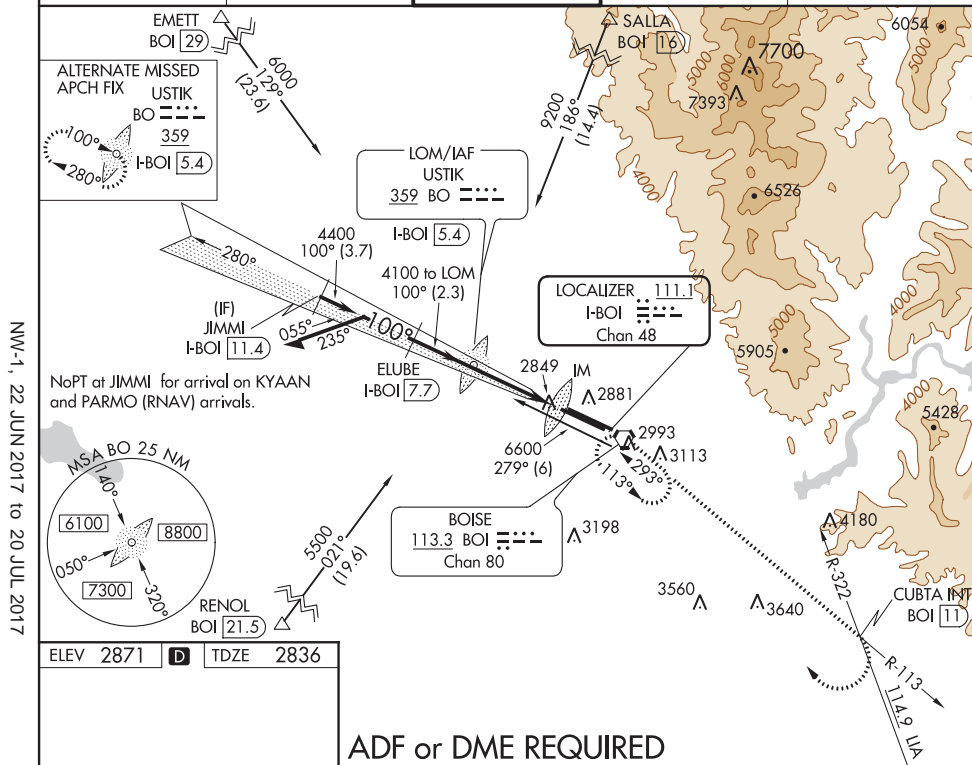 EMETT
BOI 29
6000
129°
(23.6)
SALLA
BOI 16
9200
186°
(14.4)
6054
5000
6000
7700
7393
5000
4000
6526
4000
5000
5905
4000
5428
ALTERNATE MISSED
APCH FIX
USTIK
BO
359
I-BOI 5.4
100°
280°
LOM/IAF
USTIK
359 BO
I-BOI 5.4
280°
4400
100° (3.7)
4100 to LOM
100° (2.3)
LOCALIZER 111.1
I-BOI
Chan 48
(IF)
JIMMI
I-BOI 11.4
055°
235°
100°
ELUBE
I-BOI 7.7
2849
IM
2881
NoPT at JIMMI for arrival on KYAAN
and PARMO (RNAV) arrivals.
6600
279° (6)
2993
3113
293°
113°
MSA BO 25 NM
140°
6100
8800
050°
7300
320°
5500
021°
(19.6)
RENOL
BOI 21.5
BOISE
113.3 BOI
Chan 80
3198
3560
3640
4180
R-322
CUBTA INT
BOI 11
R-113
114.9 LIA
ELEV 2871 D TDZE 2836
ADF or DME REQUIRED
NW-1, 22 JUN 2017 to 20 JUL 2017